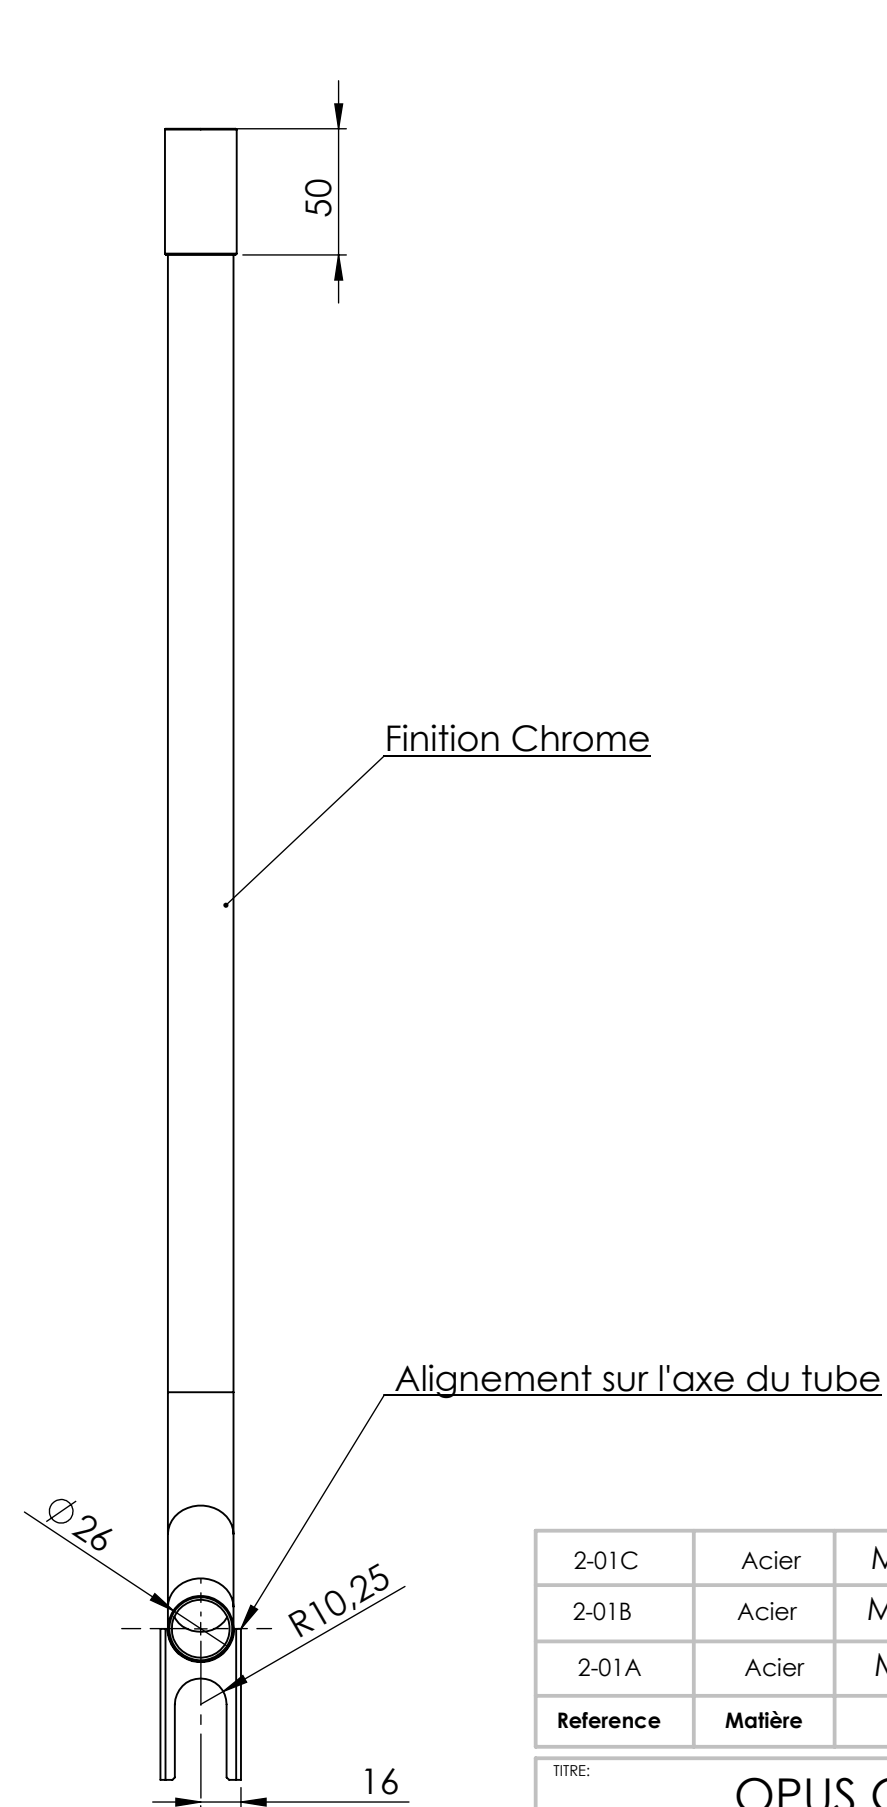 50
Finition Chrome
Alignement sur l'axe du tube
Ø26
R10,25
2-01C Acier M
2-01B Acier M
2-01A Acier M
Reference Matière
TITRE:
OPUS
16